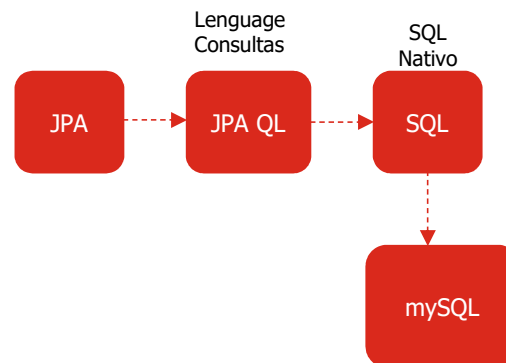 Lenguage
Consultas
SQL
Nativo
JPA
JPA QL
SQL
mySQL